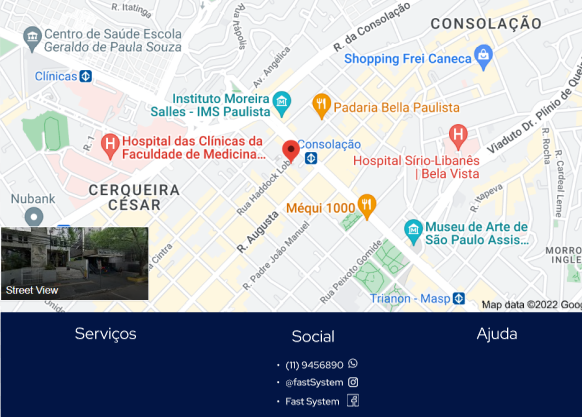 R. Itatinga
R. da Consolação
CONSOLAÇÃO
Centro de Saúde Escola
Geraldo de Paula Souza
Av. Angélica
Shopping Frei Caneca
Clínicas
Instituto Moreira
Salles - IMS Paulista
Padaria Bella Paulista
Viaduto Dr. Plínio de Quei
R. 1
Hospital das Clínicas da
Faculdade de Medicina...
Consolação
Hospital Sírio-Libanês
| Bela Vista
R. Rocha
R. Cardeal Leme
CERQUEIRA
CÉSAR
Rua Haddock Lobo
R. Itapeva
Nubank
Méqui 1000
R. Augusta
R. Padre João Manuel
Museu de Arte de
São Paulo Assis...
MORRO
INGLE
Cintra
Rua Peixoto Gomide
Street View
Trianon - Masp
Map data ©2022 Goog
Serviços
Social
Ajuda
(11) 9456890
@fastSystem
Fast System